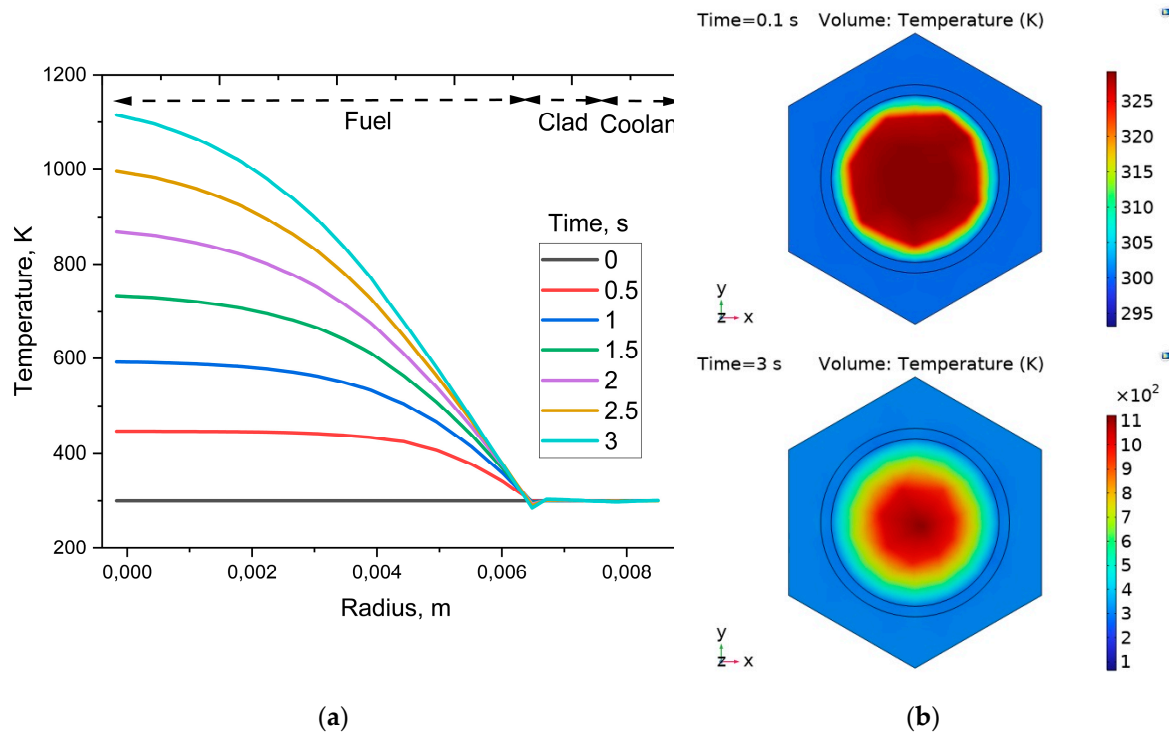 1200
1000
800
600
400
200
Temperature, K
Fuel
Clad
Coolan
Time, s
0
0.5
1
1.5
2
2.5
3
0,000
0,002
0,004
0,006
0,008
Radius, m
(a)
Time=0.1 s Volume: Temperature (K)
325
320
315
310
305
300
295
y
z x
Time=3 s Volume: Temperature (K)
×10²
11
10
9
8
7
6
5
4
3
2
1
y
z x
(b)